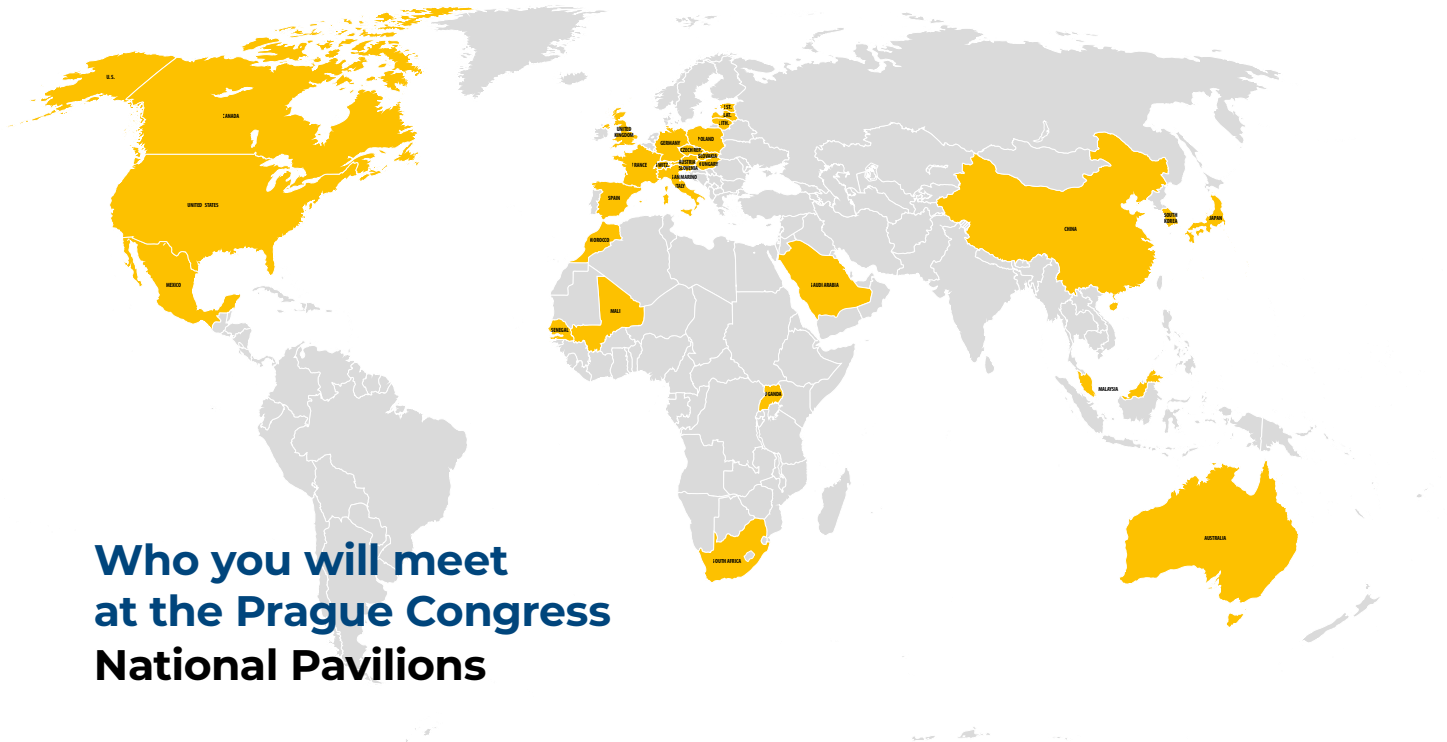 U.S.
CANADA
UNITED STATES
MEXICO
UNITED
KINGDOM
EST.
LAT.
LITH.
GERMANY
POLAND
CZECH REP.
SLOVAKIA
FRANCE
SWITZ.
AUSTRIA
HUNGARY
SLOVENIA
SAN MARINO
ITALY
SPAIN
MOROCCO
MALI
SENEGAL
SAUDI ARABIA
UGANDA
SOUTH AFRICA
CHINA
SOUTH
KOREA
JAPAN
MALAYSIA
AUSTRALIA
Who you will meet
at the Prague Congress
National Pavilions